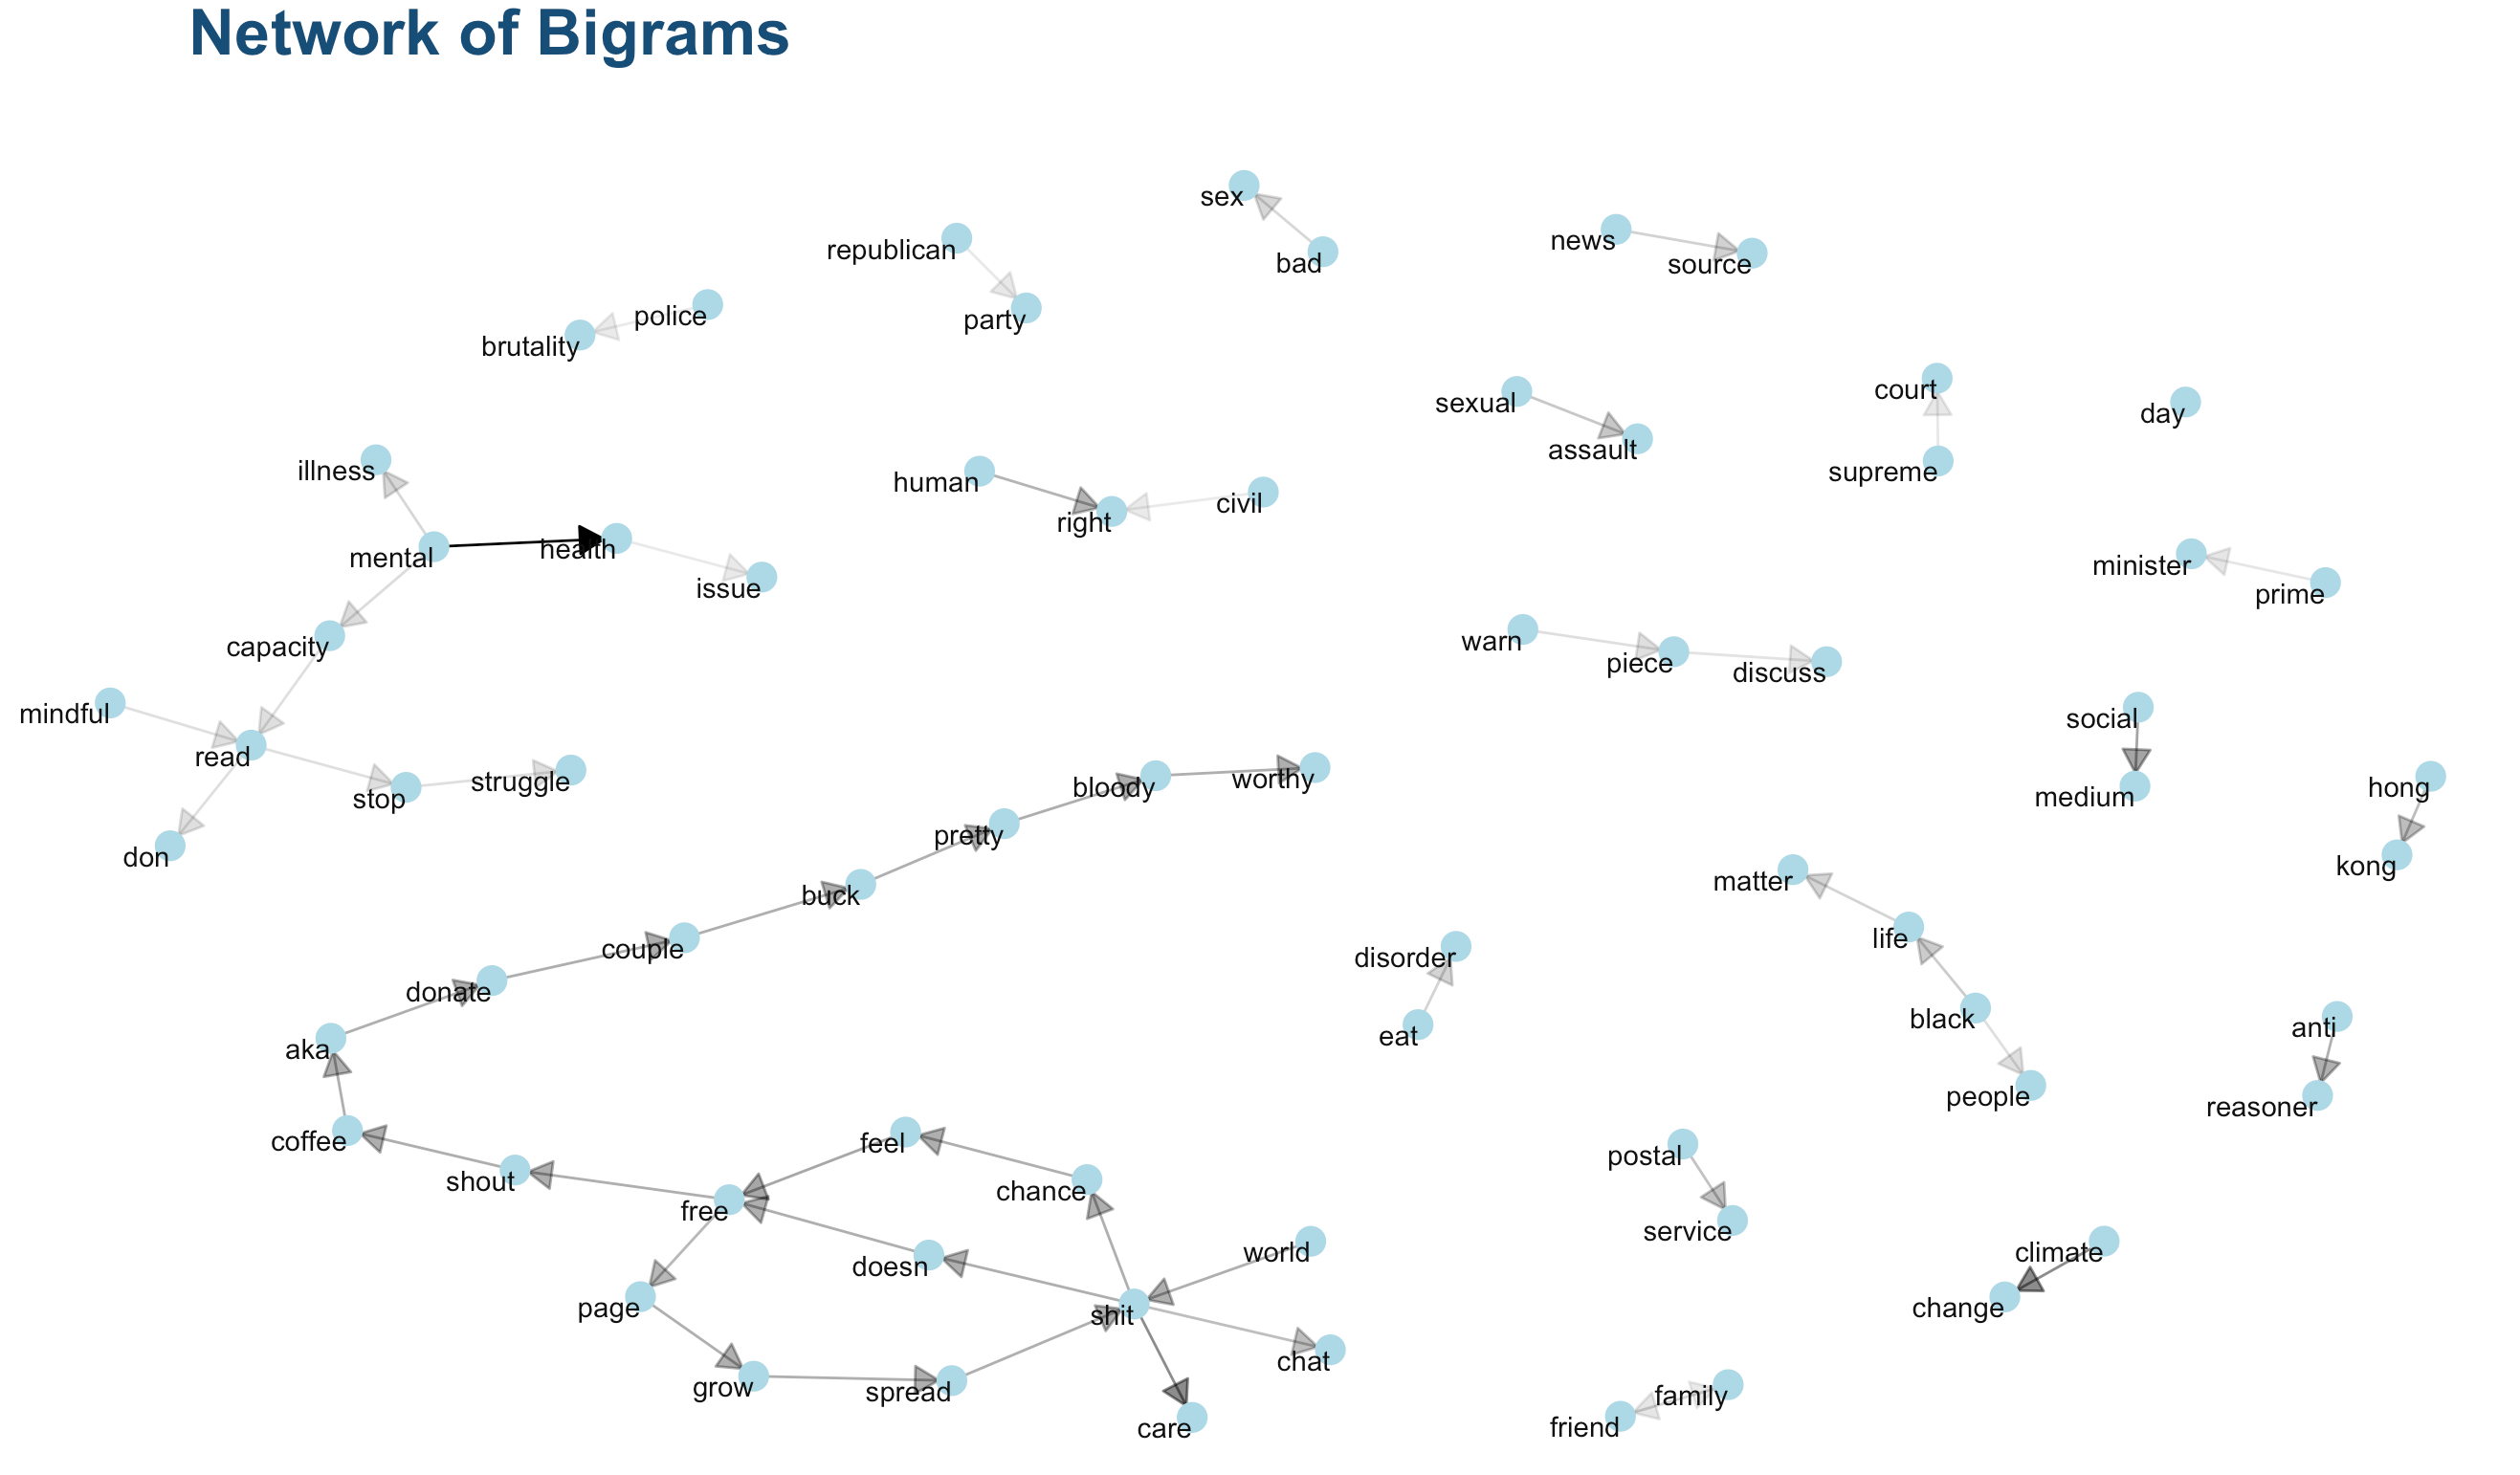 Network of Bigrams
sex
republican
news
bad
source
police
party
brutality
court
sexual
day
assault
illness
supreme
human
civil
right
health
mental
minister
issue
prime
warn
capacity
piece
discuss
mindful
social
read
struggle
worthy
bloody
hong
medium
stop
pretty
don
kong
matter
buck
life
couple
disorder
donate
black
anti
eat
aka
people
reasoner
coffee
feel
postal
shout
chance
free
service
world
climate
doesn
page
change
shit
chat
grow
spread
family
friend
care